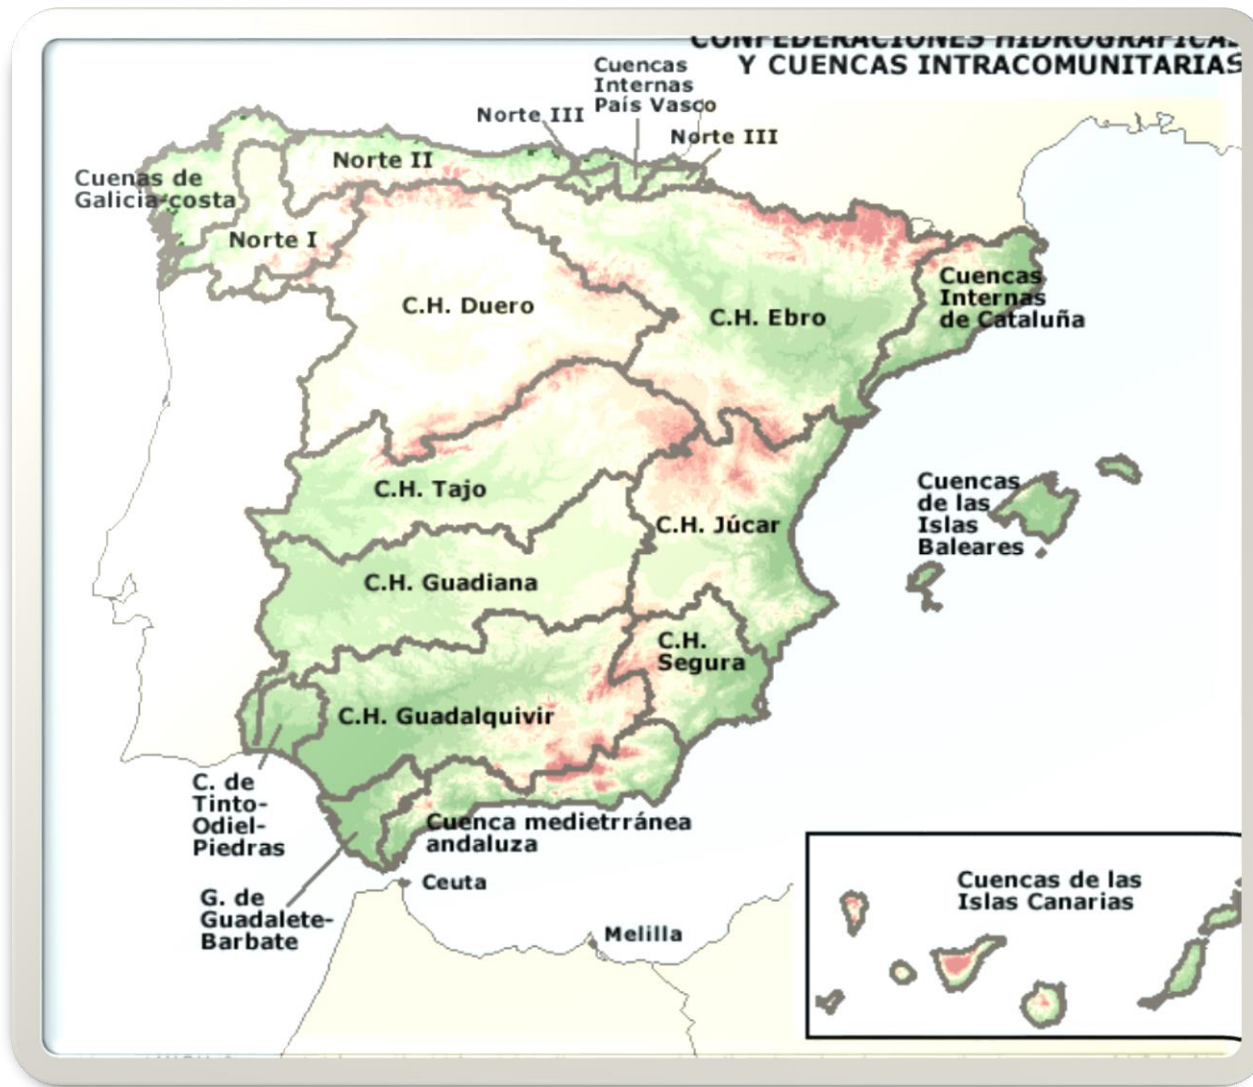 CONFEDERACIONES HIDROGRÁFICAS
Y CUENCAS INTRACOMUNITARIAS
Cuencas
Internas
País Vasco
Norte III
Norte III
Norte II
Cuenas de
Galicia-costa
Norte I
C.H. Duero
C.H. Ebro
Cuencas
Internas
de Cataluña
C.H. Tajo
Cuencas
de las
Islas
Baleares
C.H. Júcar
C.H. Guadiana
C.H.
Segura
C.H. Guadalquivir
C. de
Tinto-
Odiel-
Piedras
Cuenca medietrránea
andaluza
Ceuta
G. de
Guadalete-
Barbate
Melilla
Cuencas de las
Islas Canarias